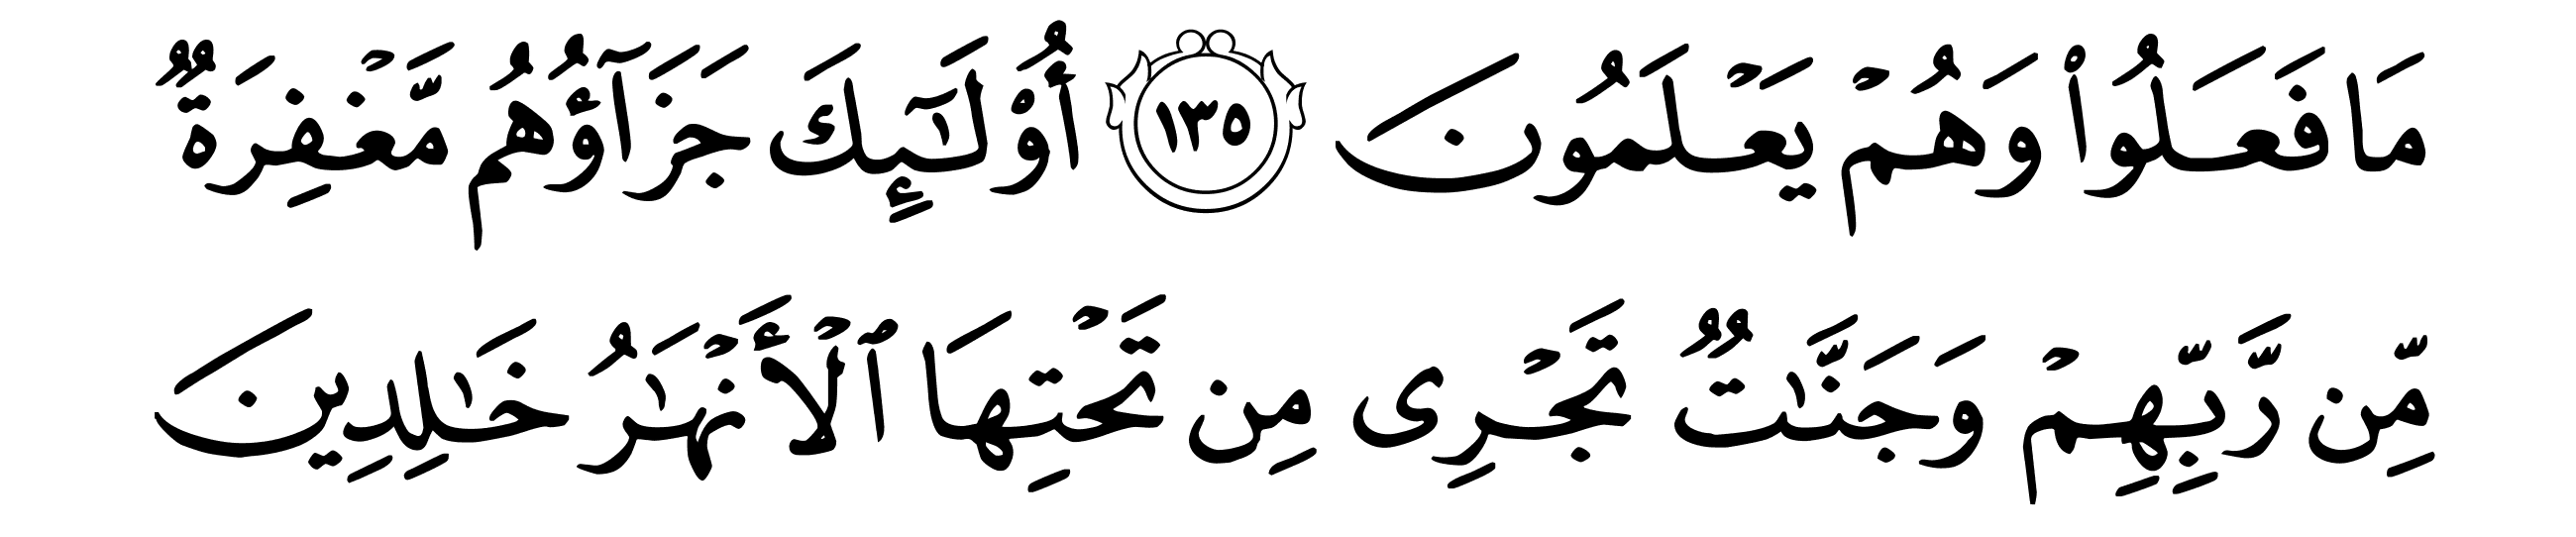 مَا فَعَلُوا۟ وَهُمْ يَعْلَمُونَ ١٣٥ أُو۟لَـٰٓئِكَ جَزَآؤُهُم مَّغْفِرَةٌ
مِّن رَّبِّهِمْ وَجَنَّـٰتٌ تَجْرِى مِن تَحْتِهَا ٱلْأَنْهَـٰرُ خَـٰلِدِينَ